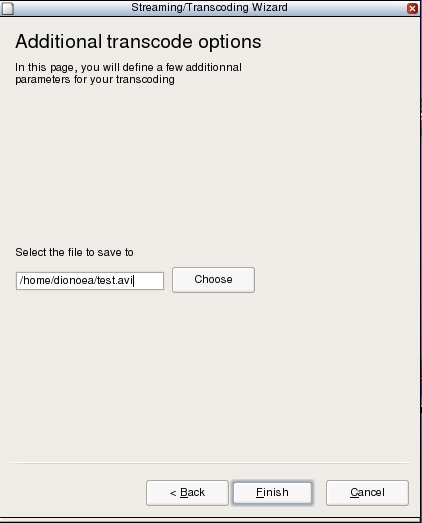 Streaming/Transcoding Wizard
Additional transcode options
In this page, you will define a few additionnal
parameters for your transcoding
Select the file to save to
/home/dionoea/test.avi
Choose
< Back
Finish
Cancel